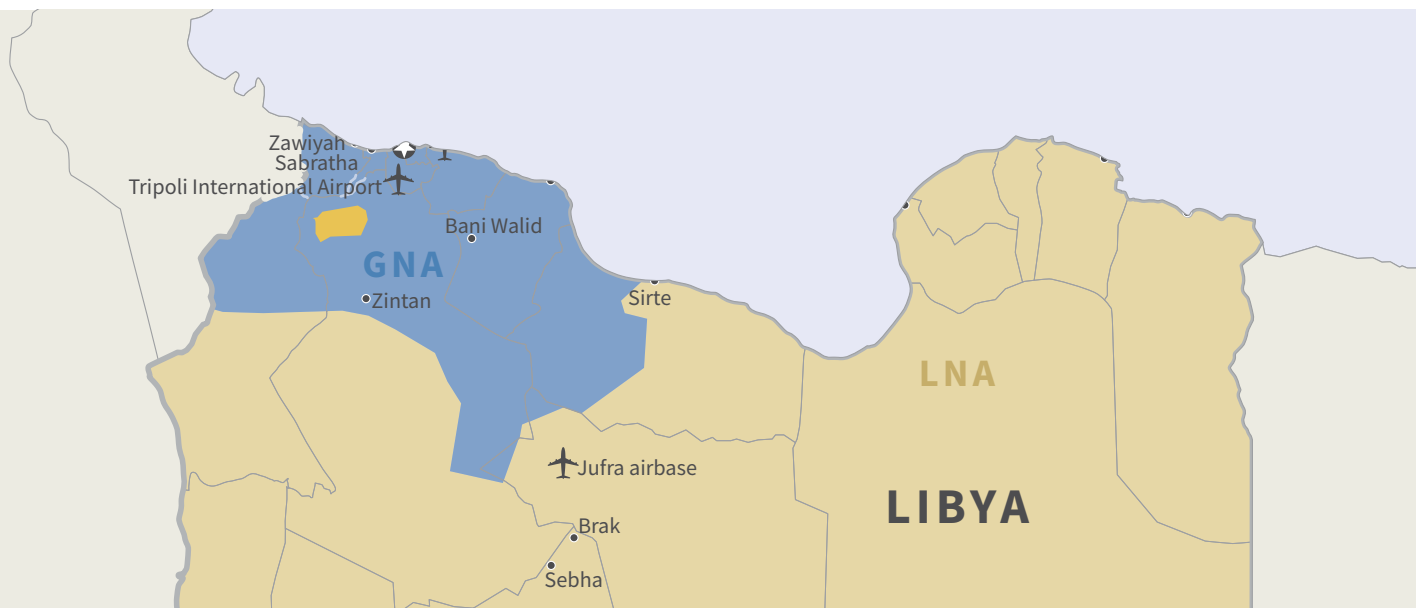 Zawiyah
Sabratha
Tripoli International Airport
Bani Walid
GNA
Zintan
Sirte
LNA
Jufra airbase
LIBYA
Brak
Sebha